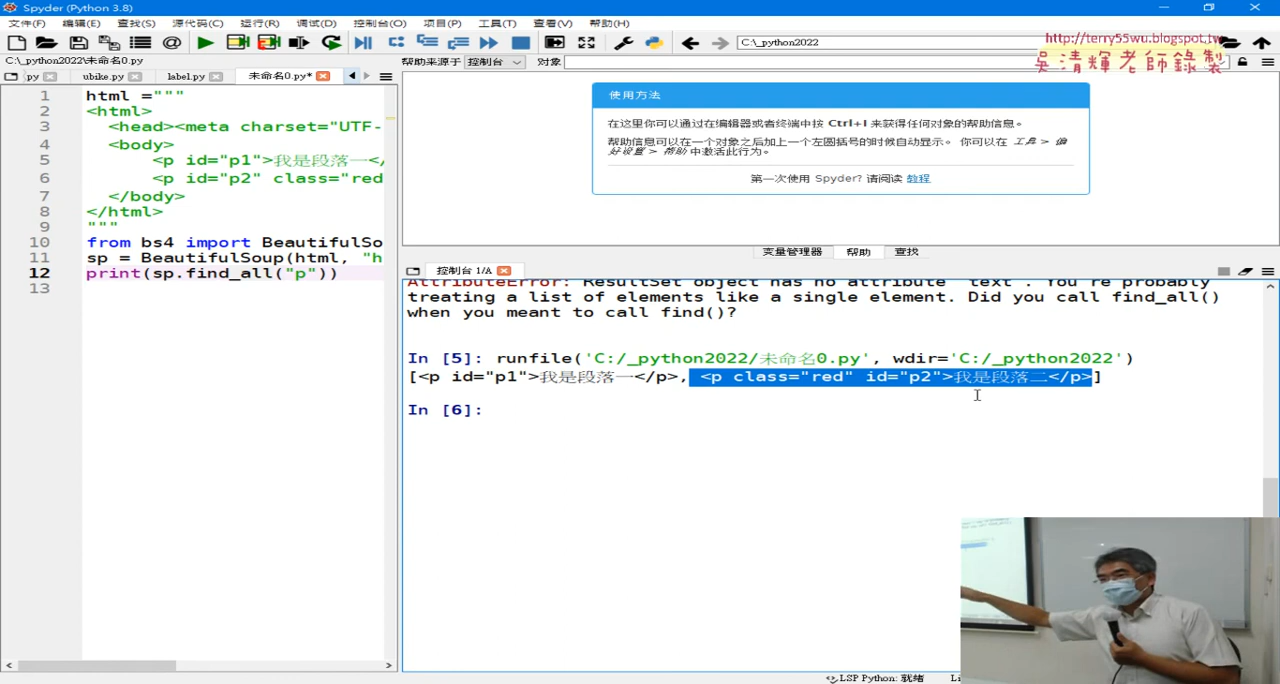 Spyder (Python 3.8)
文件(F) 编辑(E) 查找(S) 源代码(C) 运行(R) 调试(D) 控制台(O) 项目(P) 工具(T) 查看(V) 帮助(H)
C:\_python2022
http://terry55wu.blogspot.tw
吳清輝老師錄製
C:\_python2022\未命名0.py
帮助来源于 控制台 对象
.py ubike.py label.py 未命名0.py*
1 html ="""
2 <html>
3 <head><meta charset="UTF-
4 <body>
5 <p id="p1">我是段落一</
6 <p id="p2" class="red
7 </body>
8 </html>
9 """
10 from bs4 import BeautifulSo
11 sp = BeautifulSoup(html, "h
12 print(sp.find_all("p"))
13
使用方法
在这里你可以通过在编辑器或者终端中按 Ctrl+I 来获得任何对象的帮助信息。
帮助信息可以在一个对象之后加上一个左圆括号的时候自动显示。 你可以在 工具 > 偏
好设置 > 帮助 中激活此行为。
第一次使用 Spyder? 请阅读 教程
变量管理器 帮助 查找
控制台 1/A
AttributeError: ResultSet object has no attribute 'text'. You're probably
treating a list of elements like a single element. Did you call find_all()
when you meant to call find()?
In [5]: runfile('C:/_python2022/未命名0.py', wdir='C:/_python2022')
[<p id="p1">我是段落一</p>, <p class="red" id="p2">我是段落二</p>]
In [6]:
LSP Python: 就绪 Li